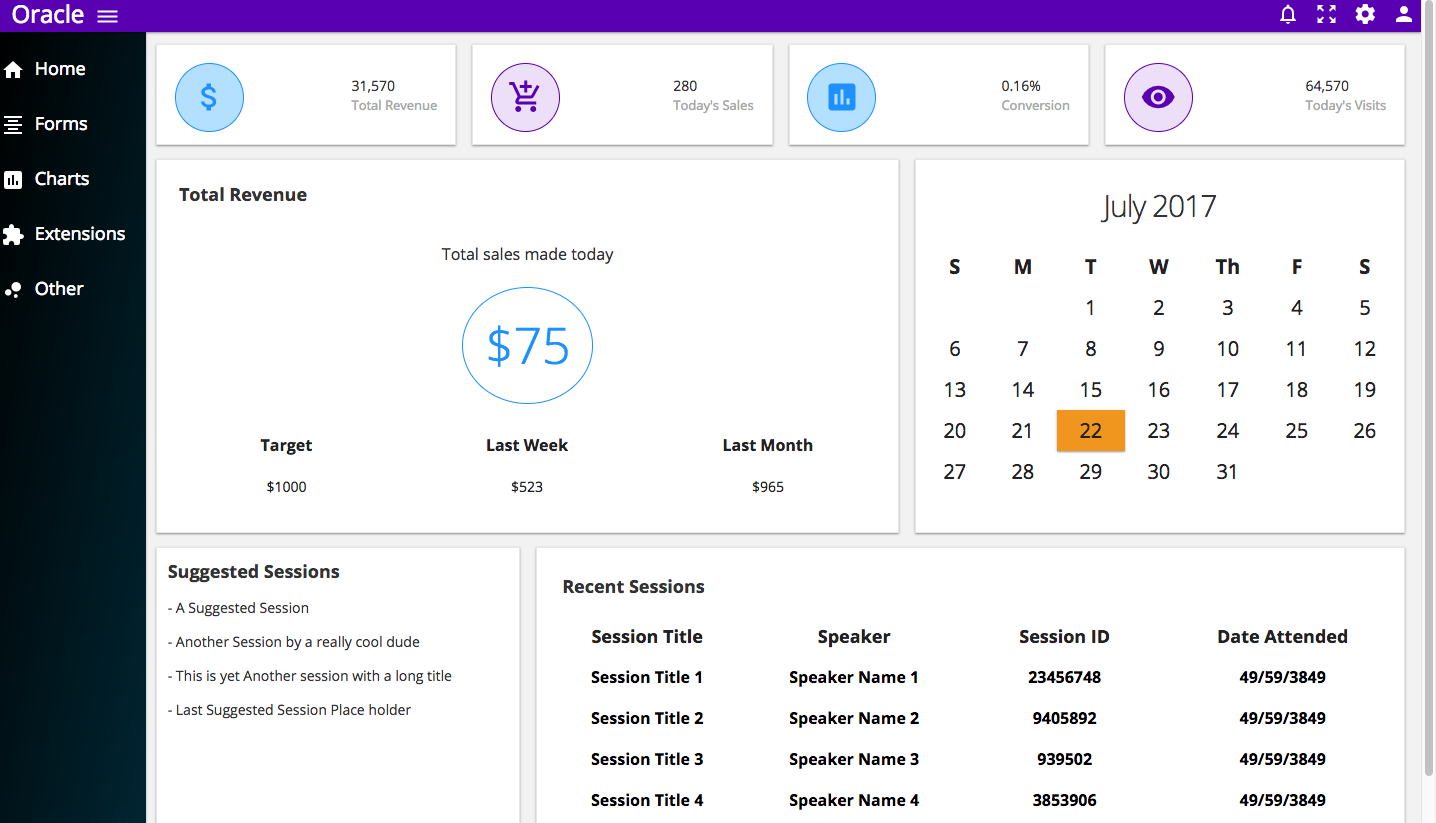 Oracle
Home
Forms
Charts
Extensions
Other
31,570
Total Revenue
280
Today's Sales
0.16%
Conversion
64,570
Today's Visits
Total Revenue
Total sales made today
$75
Target Last Week Last Month
$1000 $523 $965
July 2017
S M T W Th F S
1 2 3 4 5
6 7 8 9 10 11 12
13 14 15 16 17 18 19
20 21 22 23 24 25 26
27 28 29 30 31
Suggested Sessions
- A Suggested Session
- Another Session by a really cool dude
- This is yet Another session with a long title
- Last Suggested Session Place holder
Recent Sessions
Session Title Speaker Session ID Date Attended
Session Title 1 Speaker Name 1 23456748 49/59/3849
Session Title 2 Speaker Name 2 9405892 49/59/3849
Session Title 3 Speaker Name 3 939502 49/59/3849
Session Title 4 Speaker Name 4 3853906 49/59/3849